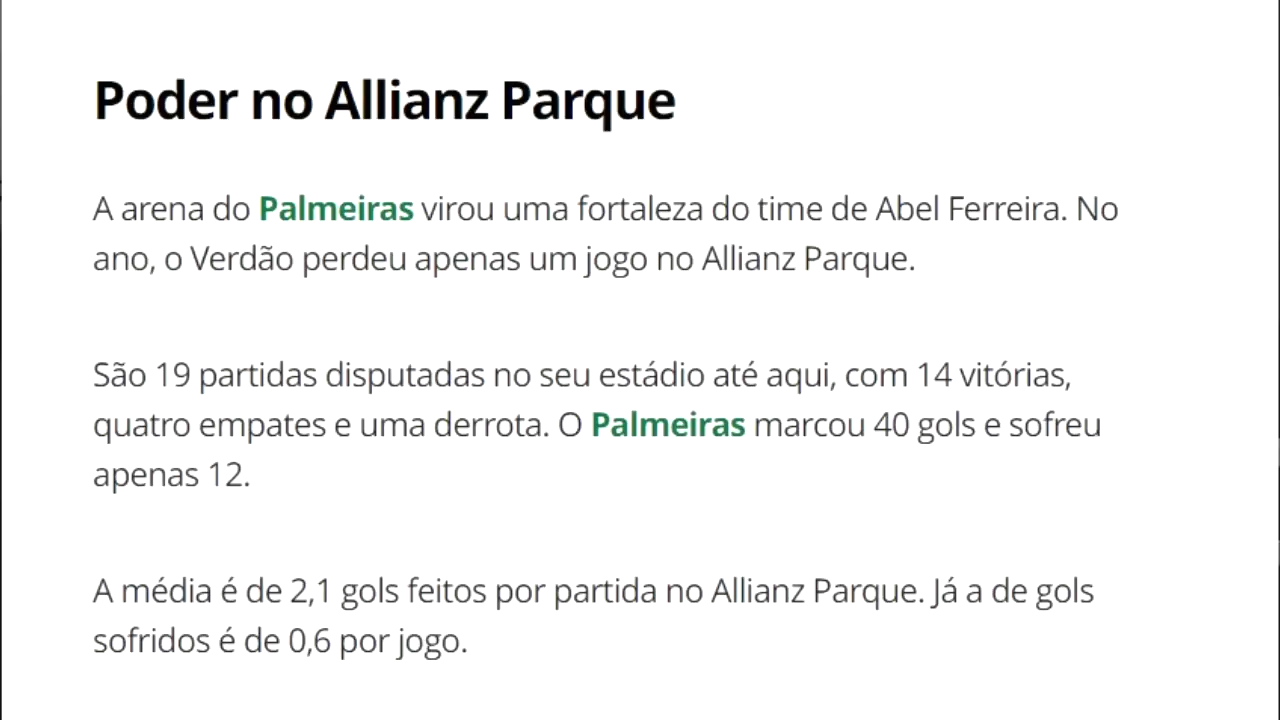 Poder no Allianz Parque
A arena do Palmeiras virou uma fortaleza do time de Abel Ferreira. No
ano, o Verdão perdeu apenas um jogo no Allianz Parque.
São 19 partidas disputadas no seu estádio até aqui, com 14 vitórias,
quatro empates e uma derrota. O Palmeiras marcou 40 gols e sofreu
apenas 12.
A média é de 2,1 gols feitos por partida no Allianz Parque. Já a de gols
sofridos é de 0,6 por jogo.